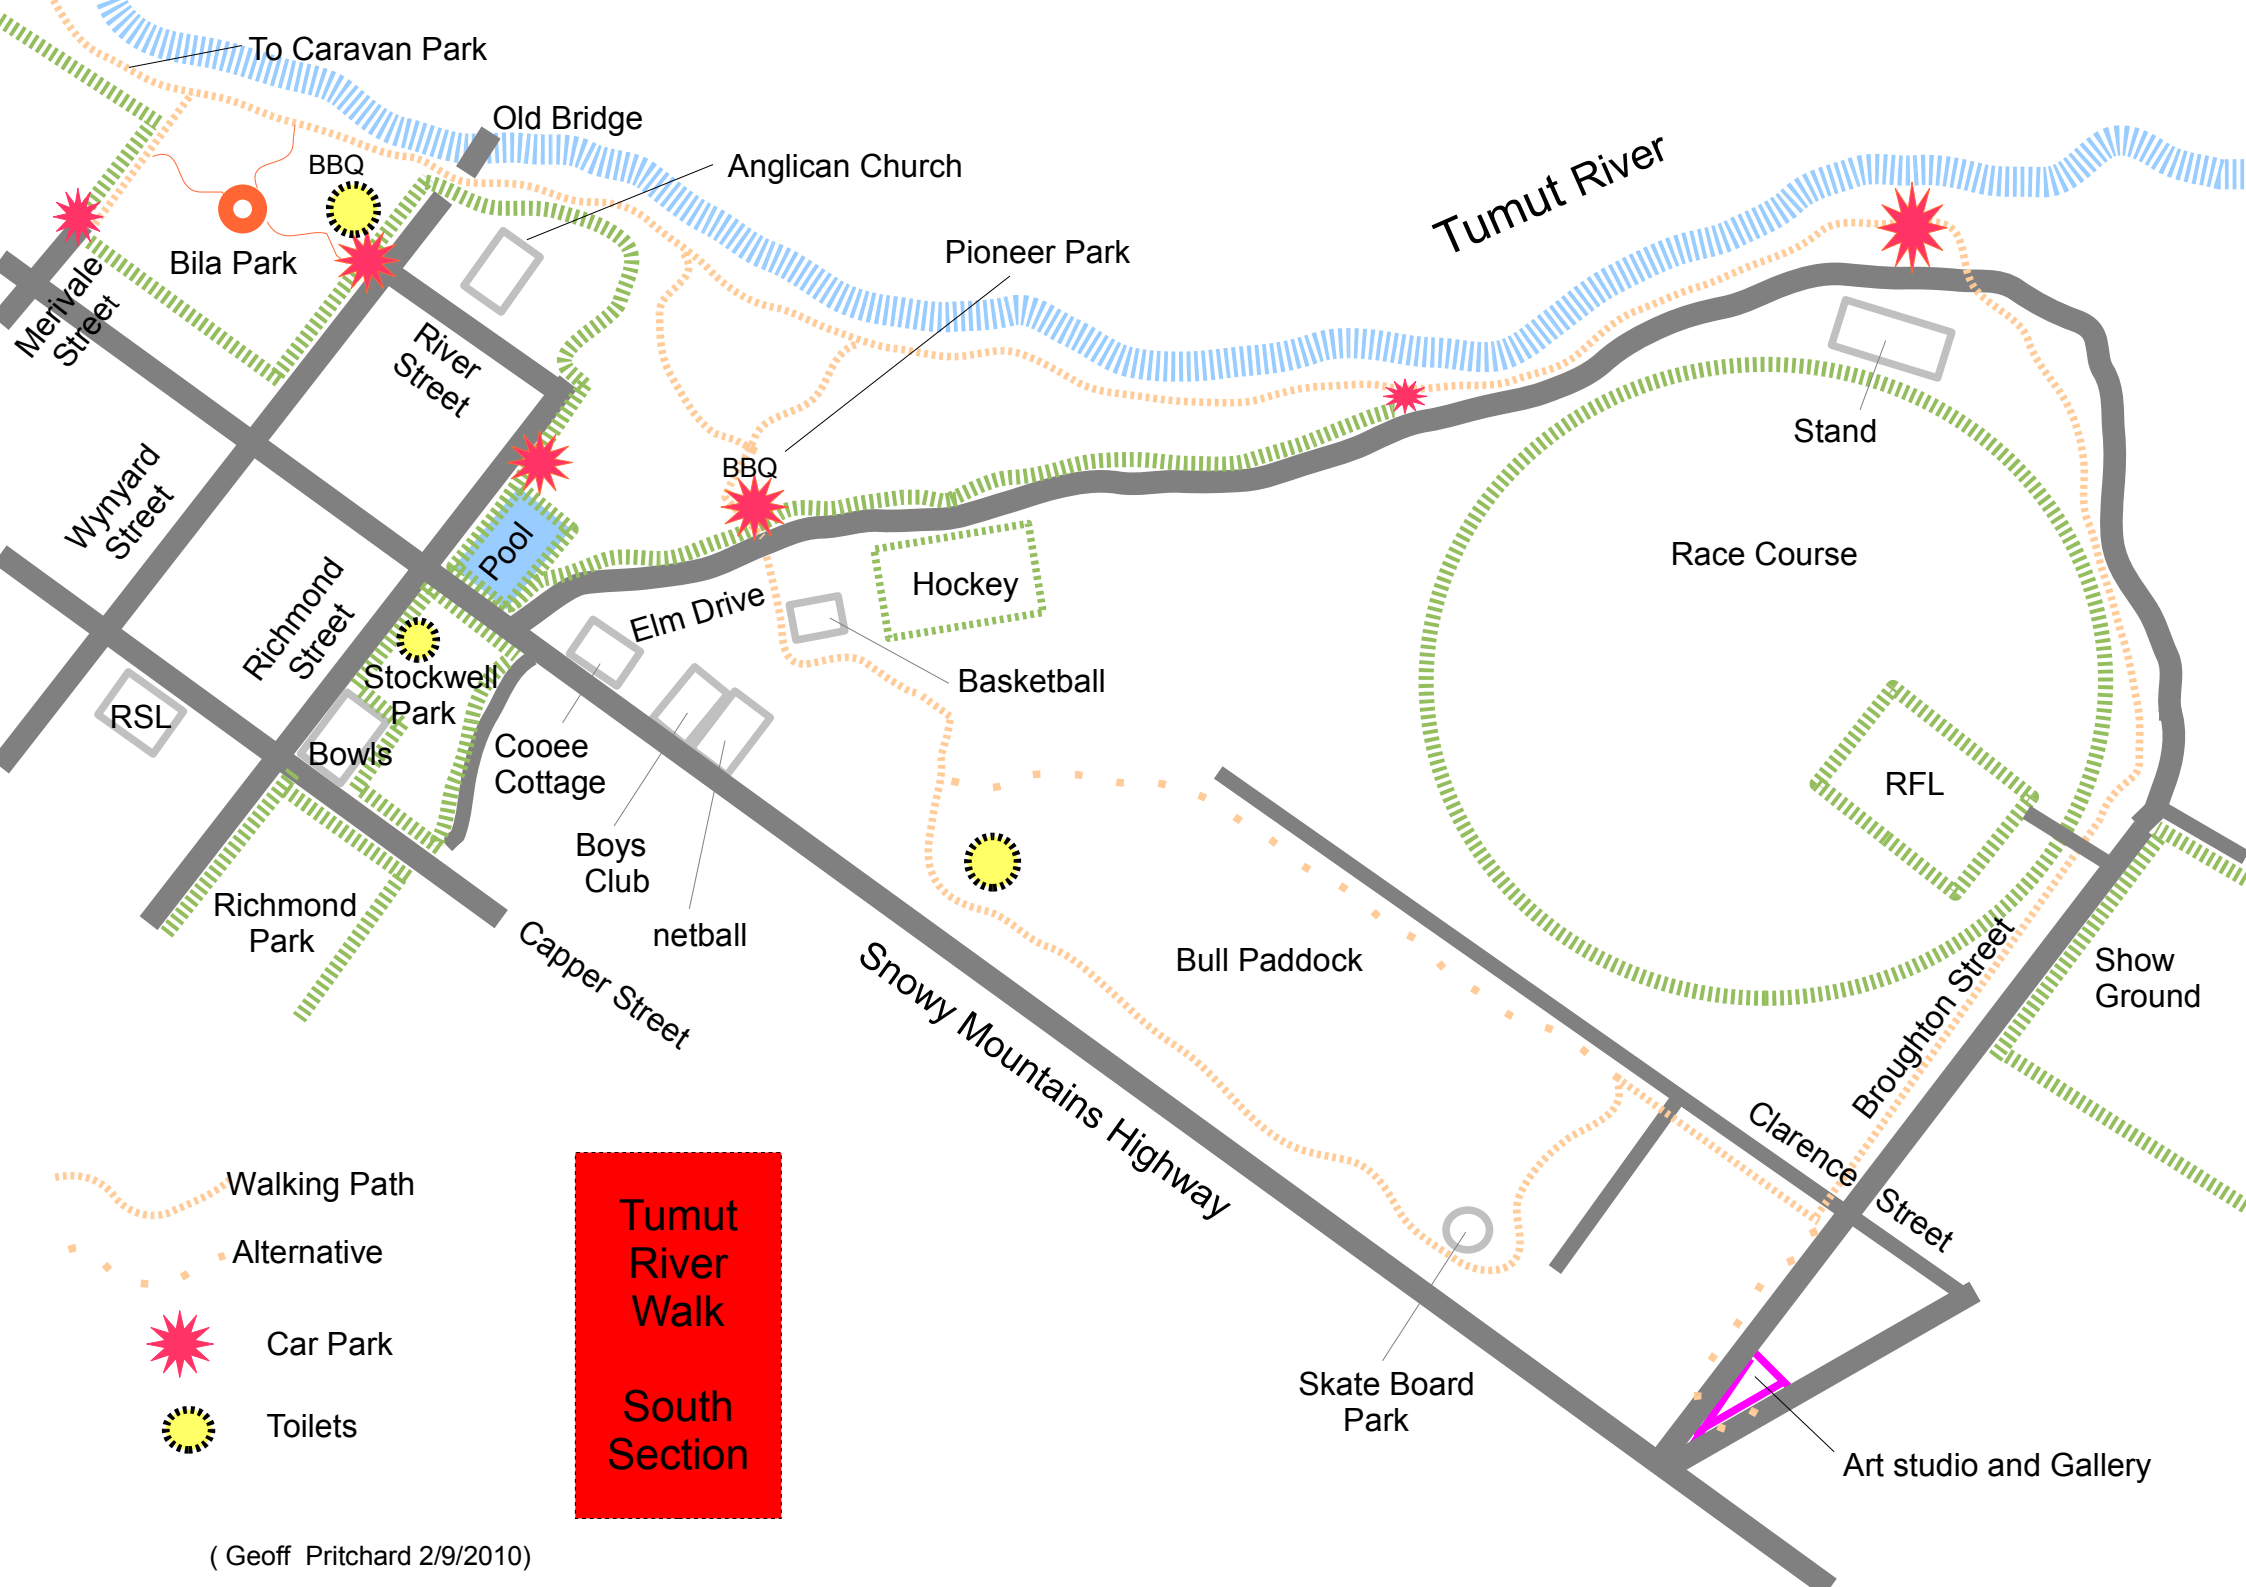 To Caravan Park
Old Bridge
BBQ
Anglican Church
Tumut River
Bila Park
Pioneer Park
Merivale
Street
River
Street
Stand
BBQ
Wynyard
Street
Pool
Race Course
Hockey
Elm Drive
Richmond
Street
Stockwell
Park
Basketball
RSL
Bowls
Cooee
Cottage
RFL
Boys
Club
Richmond
Park
netball
Capper Street
Snowy Mountains Highway
Bull Paddock
Broughton Street
Show
Ground
Clarence Street
Walking Path
Alternative
Car Park
Toilets
Tumut
River
Walk
South
Section
Skate Board
Park
Art studio and Gallery
( Geoff Pritchard 2/9/2010)